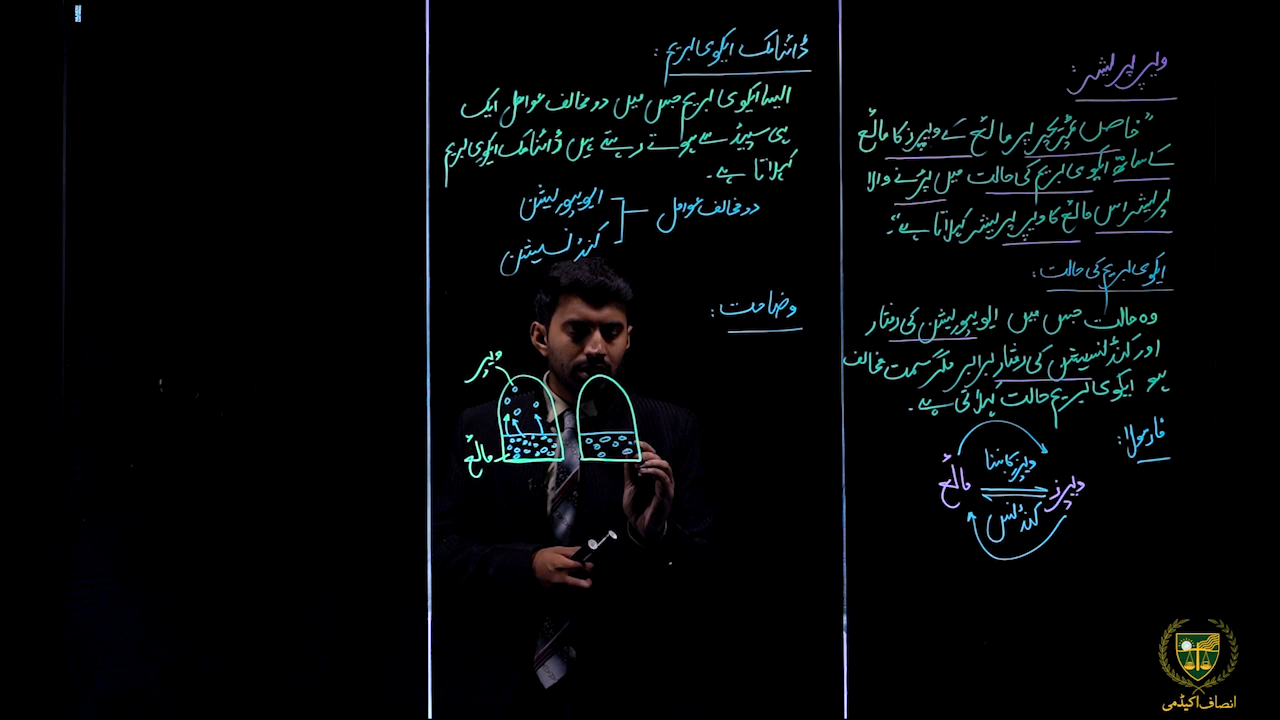 ویپر پریشر:
"خاص ٹمپریچر پر مائع کے ویپرز کا مائع
کے ساتھ ایکوی لبریم کی حالت میں پڑنے والا
پریشر اس مائع کا ویپر پریشر کہلاتا ہے"۔
ایکوی لبریم کی حالت:
وہ حالت جس میں ایویپوریشن کی رفتار
اور کنڈنسیشن کی رفتار برابر مگر سمت مخالف
ہو ایکوی لبریم حالت کہلاتی ہے۔
فارمولا:
ویپرز کا بننا
مائع
ویپرز
کنڈنس
ڈائنامک ایکوی لبریم:
ایسا ایکوی لبریم جس میں دو مخالف عوامل ایک
ہی سپیڈ سے ہوتے رہتے ہیں ڈائنامک ایکوی لبریم
کہلاتا ہے۔
دو مخالف عوامل
ایویپوریشن
کنڈنسیشن
وضاحت:
ویپر
مائع
انصاف اکیڈمی